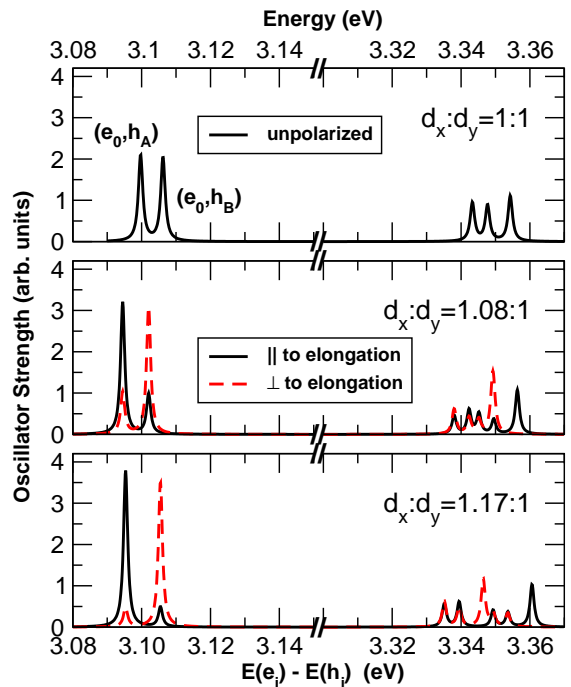 Energy (eV)
3.08 3.10 3.12 3.14 3.32 3.34 3.36
4
3
2
1
0
(e0,hA)
(e0,hB)
unpolarized
dx:dy=1:1
Oscillator Strength (arb. units)
4
3
2
1
0
|| to elongation
⊥ to elongation
dx:dy=1.08:1
4
3
2
1
0
dx:dy=1.17:1
3.08 3.10 3.12 3.14 3.32 3.34 3.36
E(ei) - E(hj) (eV)